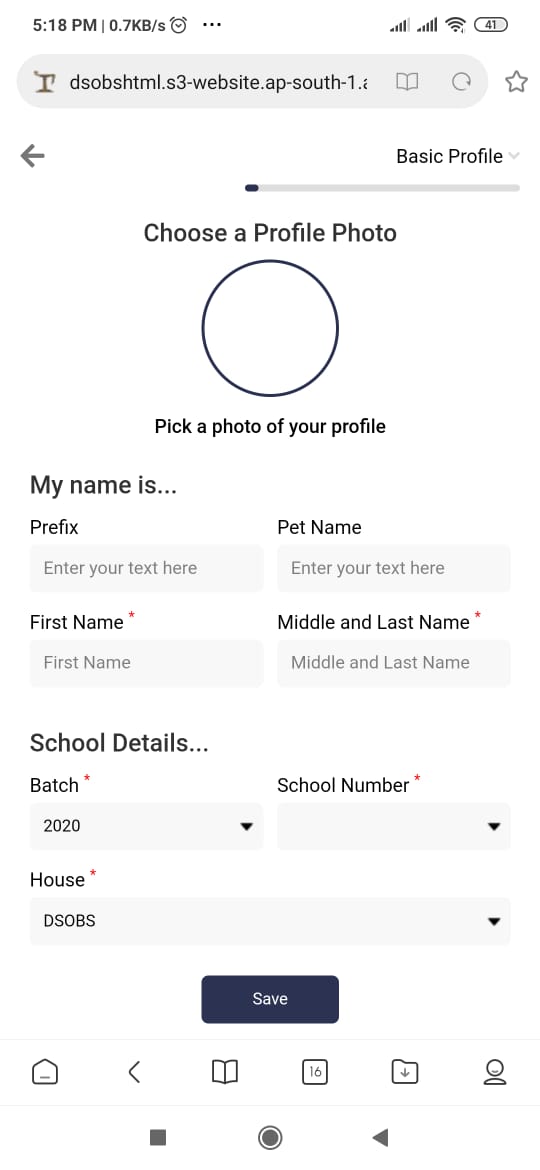 5:18 PM | 0.7KB/s ... 41
dsobshtml.s3-website.ap-south-1.
Basic Profile
Choose a Profile Photo
Pick a photo of your profile
My name is...
Prefix Pet Name
Enter your text here Enter your text here
First Name * Middle and Last Name *
First Name Middle and Last Name
School Details...
Batch * School Number *
2020
House *
DSOBS
Save
16